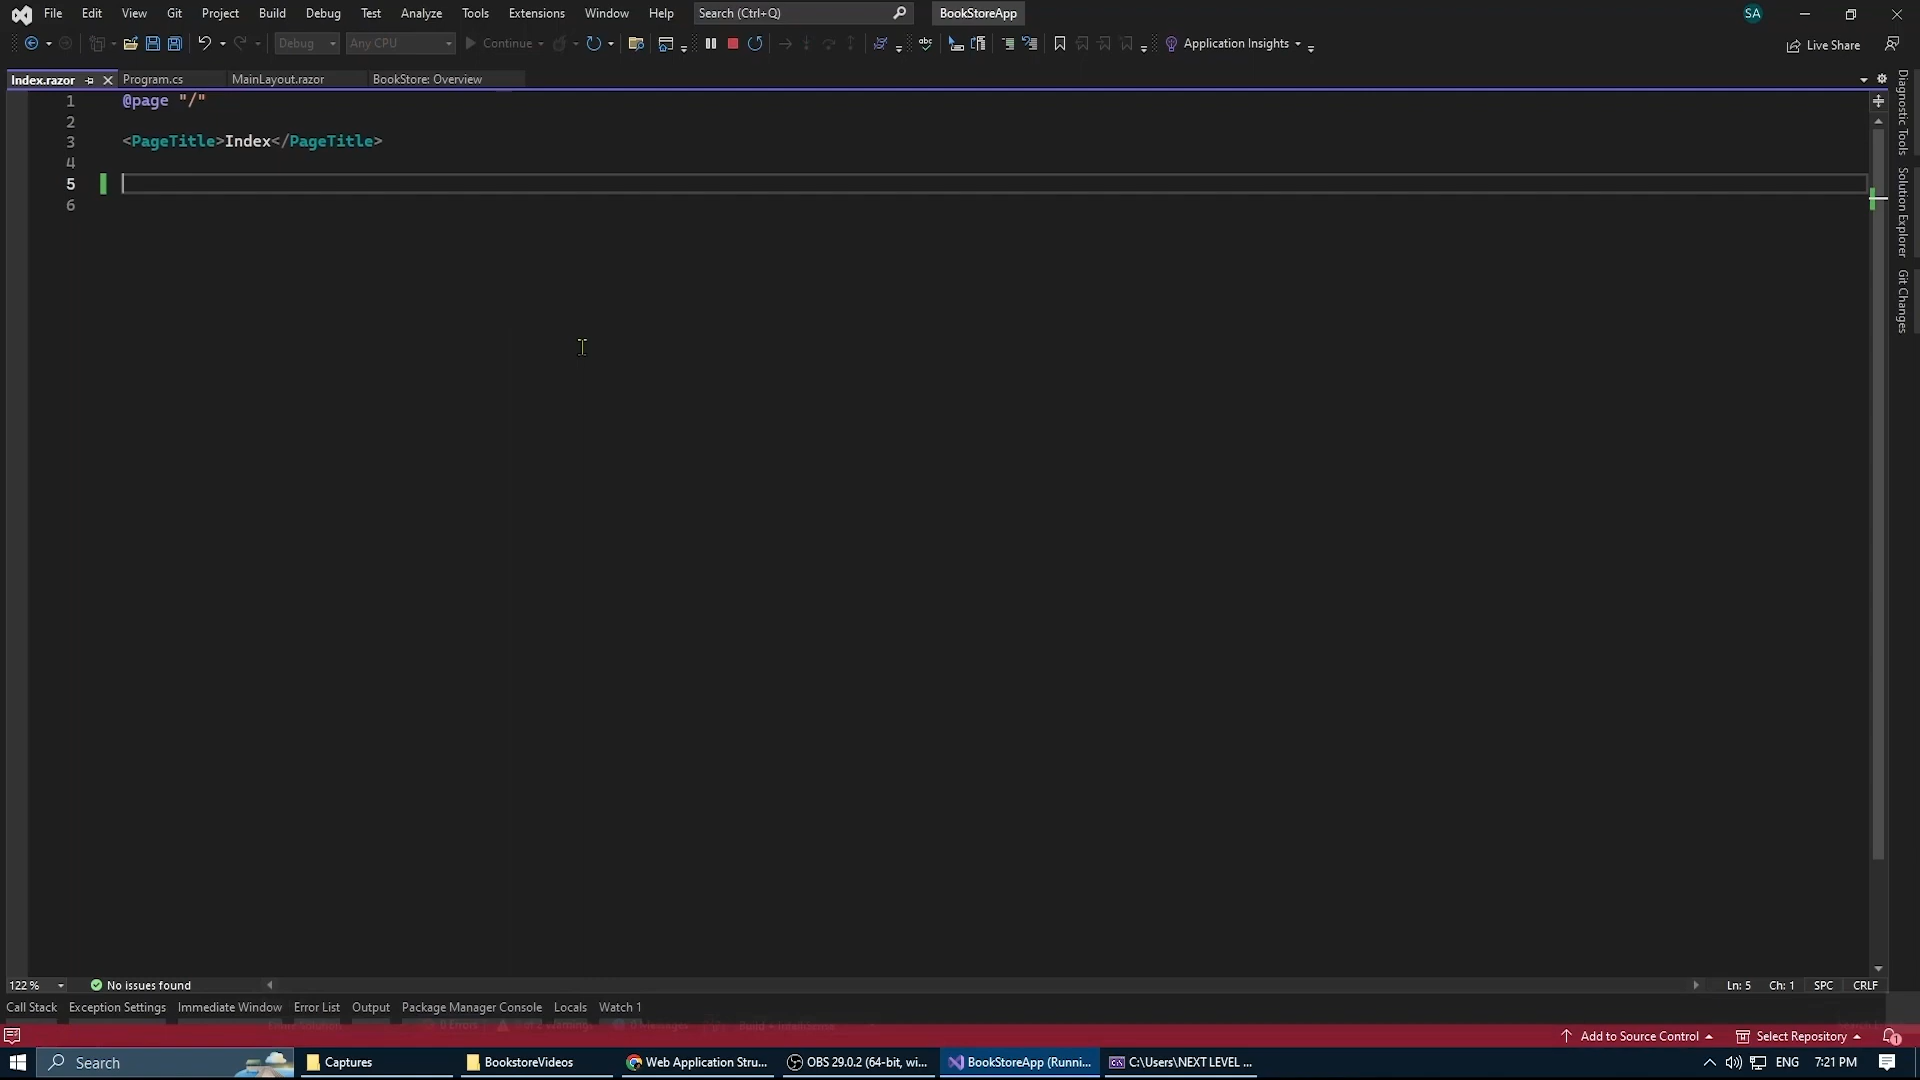 File Edit View Git Project Build Debug Test Analyze Tools Extensions Window Help Search (Ctrl+Q) BookStoreApp SA
Debug Any CPU Continue Application Insights Live Share
Index.razor Program.cs MainLayout.razor BookStore: Overview
1 @page "/"
2
3 <PageTitle>Index</PageTitle>
4
5
6
Diagnostic Tools
Solution Explorer
Git Changes
122 % No issues found Ln: 5 Ch: 1 SPC CRLF
Call Stack Exception Settings Immediate Window Error List Output Package Manager Console Locals Watch 1
Add to Source Control Select Repository 1
Search Captures BookstoreVideos Web Application Stru... OBS 29.0.2 (64-bit, wi... BookStoreApp (Runni... C:\Users\NEXT LEVEL ... ENG 7:21 PM